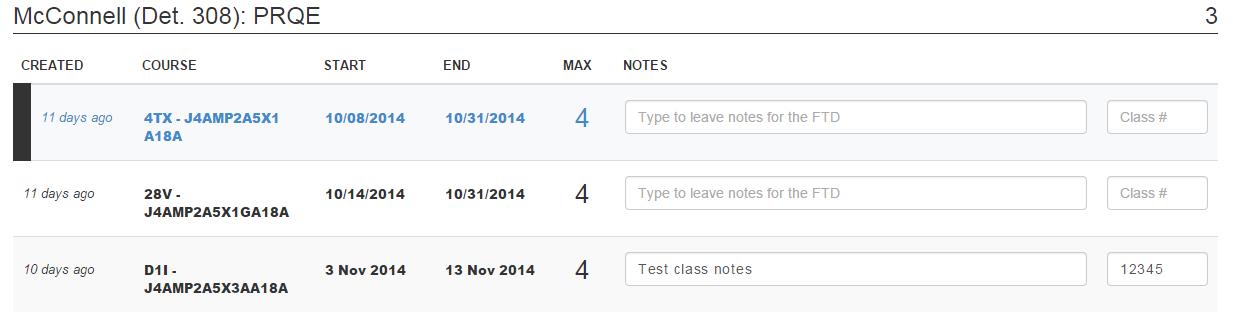 McConnell (Det. 308): PRQE 3
CREATED COURSE START END MAX NOTES
11 days ago 4TX - J4AMP2A5X1 10/08/2014 10/31/2014 4 Type to leave notes for the FTD Class #
A18A
11 days ago 28V - 10/14/2014 10/31/2014 4 Type to leave notes for the FTD Class #
J4AMP2A5X1GA18A
10 days ago D1I - 3 Nov 2014 13 Nov 2014 4 Test class notes 12345
J4AMP2A5X3AA18A